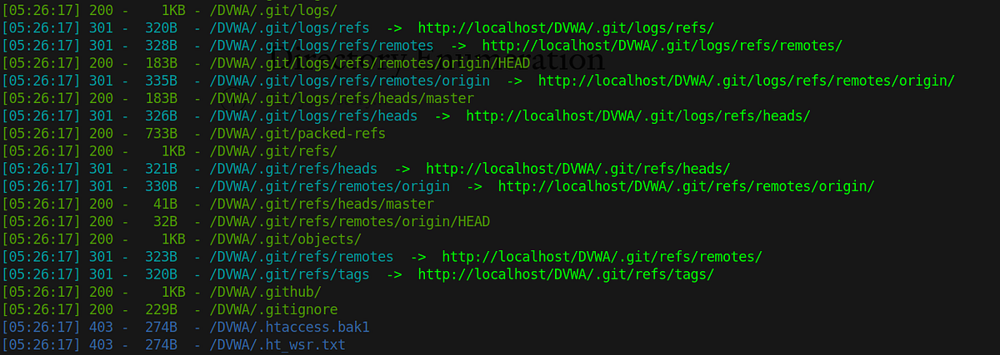 [05:26:17] 200 -    1KB - /DVWA/.git/logs/
[05:26:17] 301 -  320B  - /DVWA/.git/logs/refs  ->  http://localhost/DVWA/.git/logs/refs/
[05:26:17] 301 -  328B  - /DVWA/.git/logs/refs/remotes  ->  http://localhost/DVWA/.git/logs/refs/remotes/
Directory Enumeration
[05:26:17] 200 -  183B  - /DVWA/.git/logs/refs/remotes/origin/HEAD
[05:26:17] 301 -  335B  - /DVWA/.git/logs/refs/remotes/origin  ->  http://localhost/DVWA/.git/logs/refs/remotes/origin/
[05:26:17] 200 -  183B  - /DVWA/.git/logs/refs/heads/master
[05:26:17] 301 -  326B  - /DVWA/.git/logs/refs/heads  ->  http://localhost/DVWA/.git/logs/refs/heads/
[05:26:17] 200 -  733B  - /DVWA/.git/packed-refs
[05:26:17] 200 -    1KB - /DVWA/.git/refs/
[05:26:17] 301 -  321B  - /DVWA/.git/refs/heads  ->  http://localhost/DVWA/.git/refs/heads/
[05:26:17] 301 -  330B  - /DVWA/.git/refs/remotes/origin  ->  http://localhost/DVWA/.git/refs/remotes/origin/
[05:26:17] 200 -   41B  - /DVWA/.git/refs/heads/master
[05:26:17] 200 -   32B  - /DVWA/.git/refs/remotes/origin/HEAD
[05:26:17] 200 -    1KB - /DVWA/.git/objects/
[05:26:17] 301 -  323B  - /DVWA/.git/refs/remotes  ->  http://localhost/DVWA/.git/refs/remotes/
[05:26:17] 301 -  320B  - /DVWA/.git/refs/tags  ->  http://localhost/DVWA/.git/refs/tags/
[05:26:17] 200 -    1KB - /DVWA/.github/
[05:26:17] 200 -  229B  - /DVWA/.gitignore
[05:26:17] 403 -  274B  - /DVWA/.htaccess.bak1
[05:26:17] 403 -  274B  - /DVWA/.ht_wsr.txt